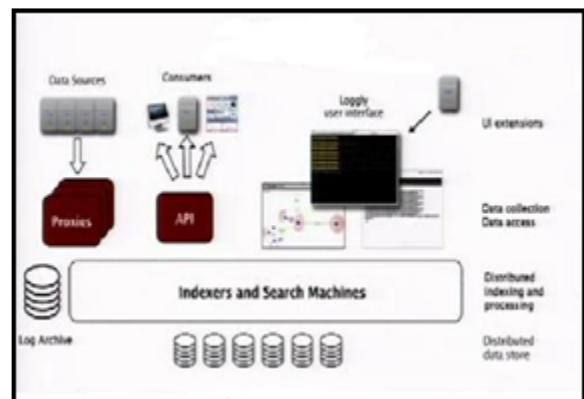 Data Sources
Consumers
Loggly
user interface
UI extensions
Proxies
API
Data collection
Data access
Indexers and Search Machines
Distributed
indexing and
processing
Log Archive
Distributed
data store